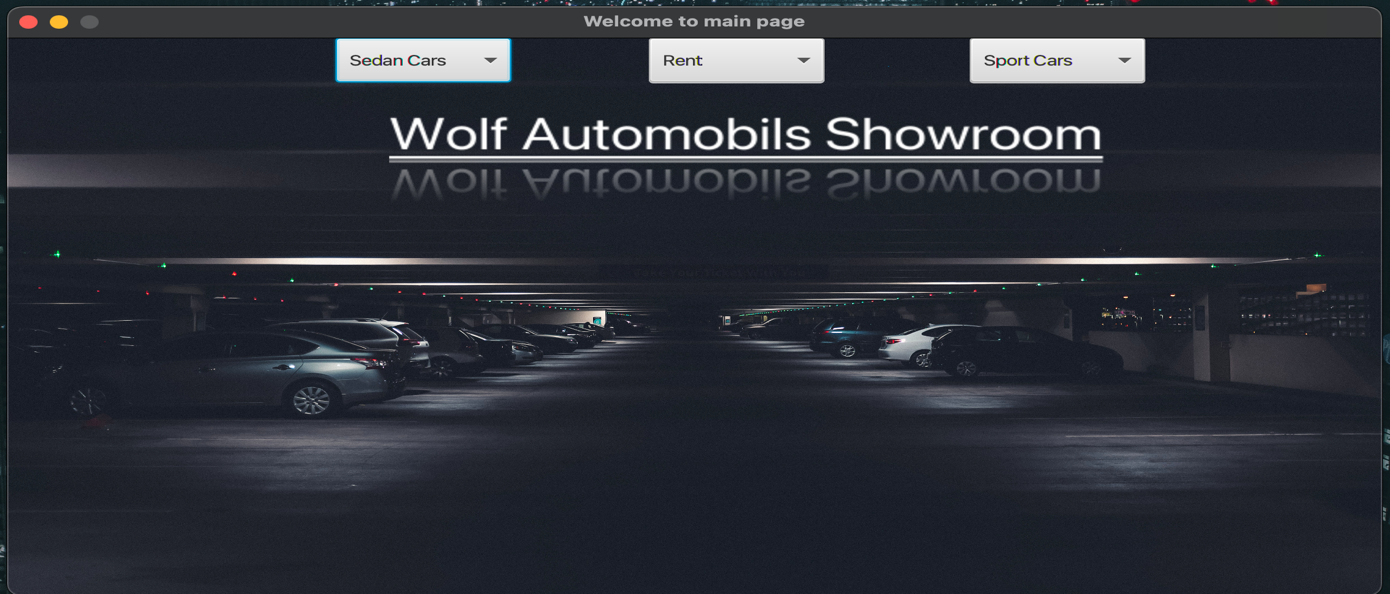 Welcome to main page
Sedan Cars Rent Sport Cars
Wolf Automobils Showroom